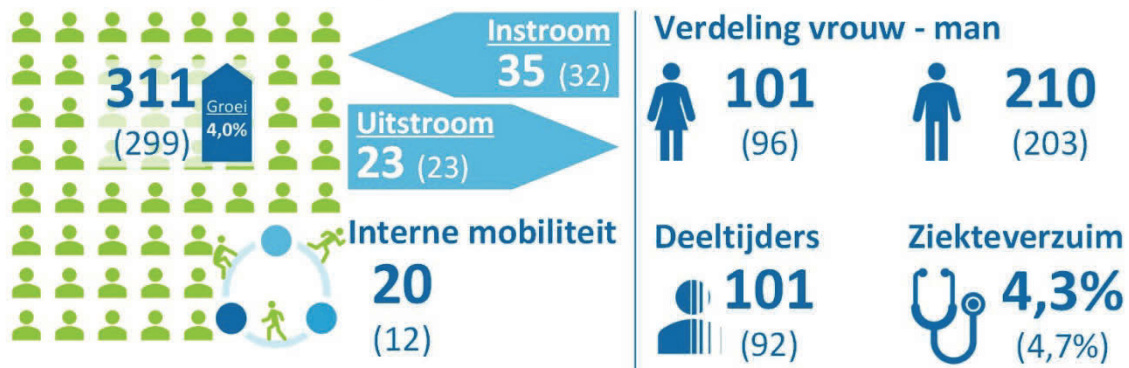 311
(299)
Groei
4,0%
Instroom
35 (32)
Uitstroom
23 (23)
Interne mobiliteit
20
(12)
Verdeling vrouw - man
101
(96)
210
(203)
Deeltijders
101
(92)
Ziekteverzuim
4,3%
(4,7%)